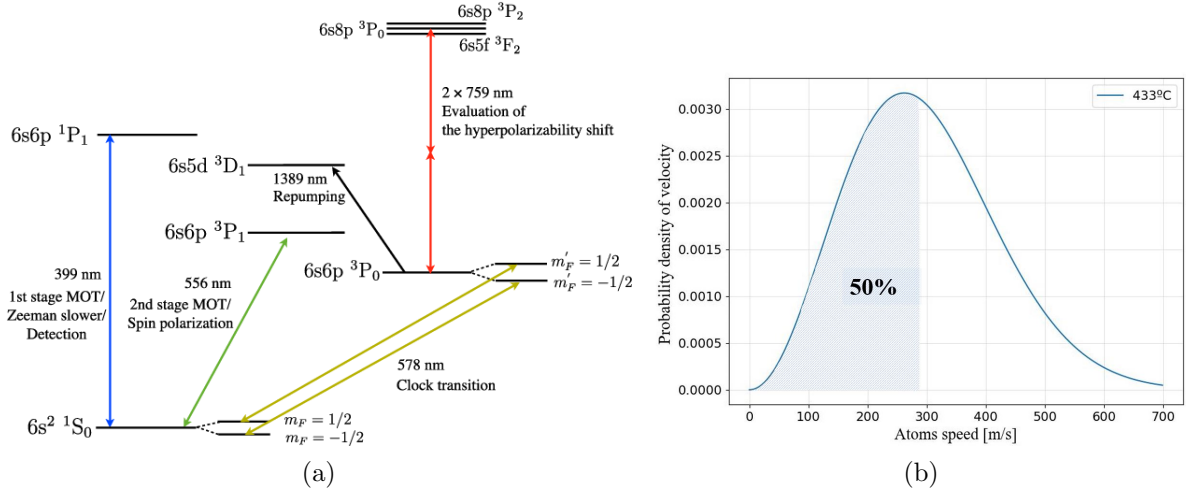 6s8p ³P₂
6s8p ³P₀
6s5f ³F₂
2 × 759 nm
Evaluation of
the hyperpolarizability shift
6s6p ¹P₁
6s5d ³D₁
1389 nm
Repumping
6s6p ³P₁
6s6p ³P₀
m'_F = 1/2
m'_F = −1/2
399 nm
1st stage MOT/
Zeeman slower/
Detection
556 nm
2nd stage MOT/
Spin polarization
578 nm
Clock transition
6s² ¹S₀
m_F = 1/2
m_F = −1/2
(a)
433ºC
Probability density of velocity
0.0030
0.0025
0.0020
0.0015
0.0010
0.0005
0.0000
50%
0 100 200 300 400 500 600 700
Atoms speed [m/s]
(b)